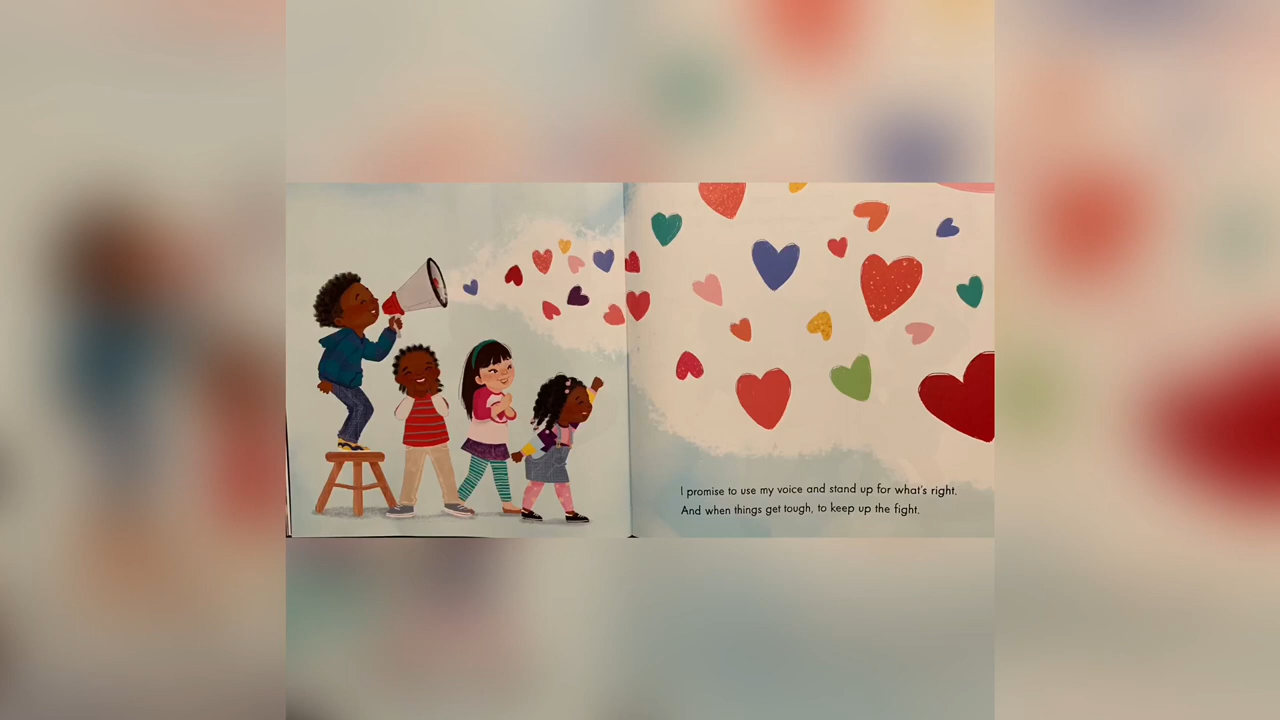 I promise to use my voice and stand up for what's right.
And when things get tough, to keep up the fight.